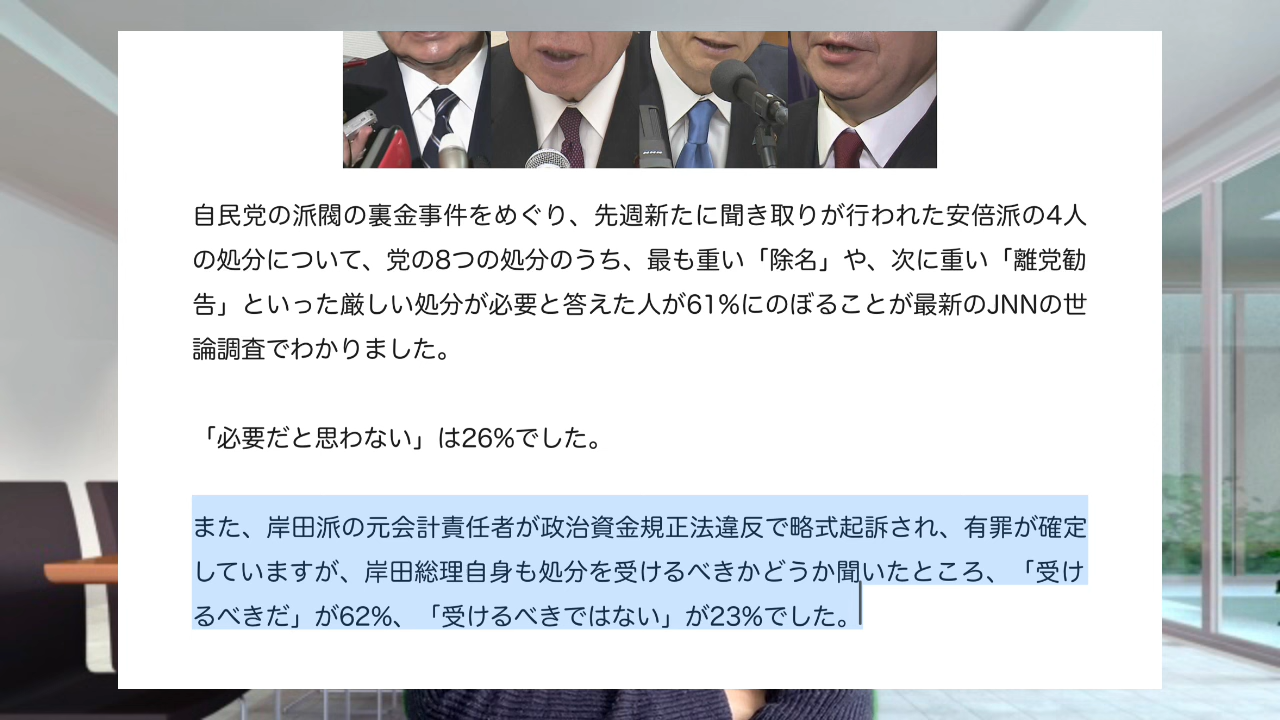 自民党の派閥の裏金事件をめぐり、先週新たに聞き取りが行われた安倍派の4人
の処分について、党の8つの処分のうち、最も重い「除名」や、次に重い「離党勧
告」といった厳しい処分が必要と答えた人が61%にのぼることが最新のJNNの世
論調査でわかりました。
「必要だと思わない」は26%でした。
また、岸田派の元会計責任者が政治資金規正法違反で略式起訴され、有罪が確定
していますが、岸田総理自身も処分を受けるべきかどうか聞いたところ、「受け
るべきだ」が62%、「受けるべきではない」が23%でした。